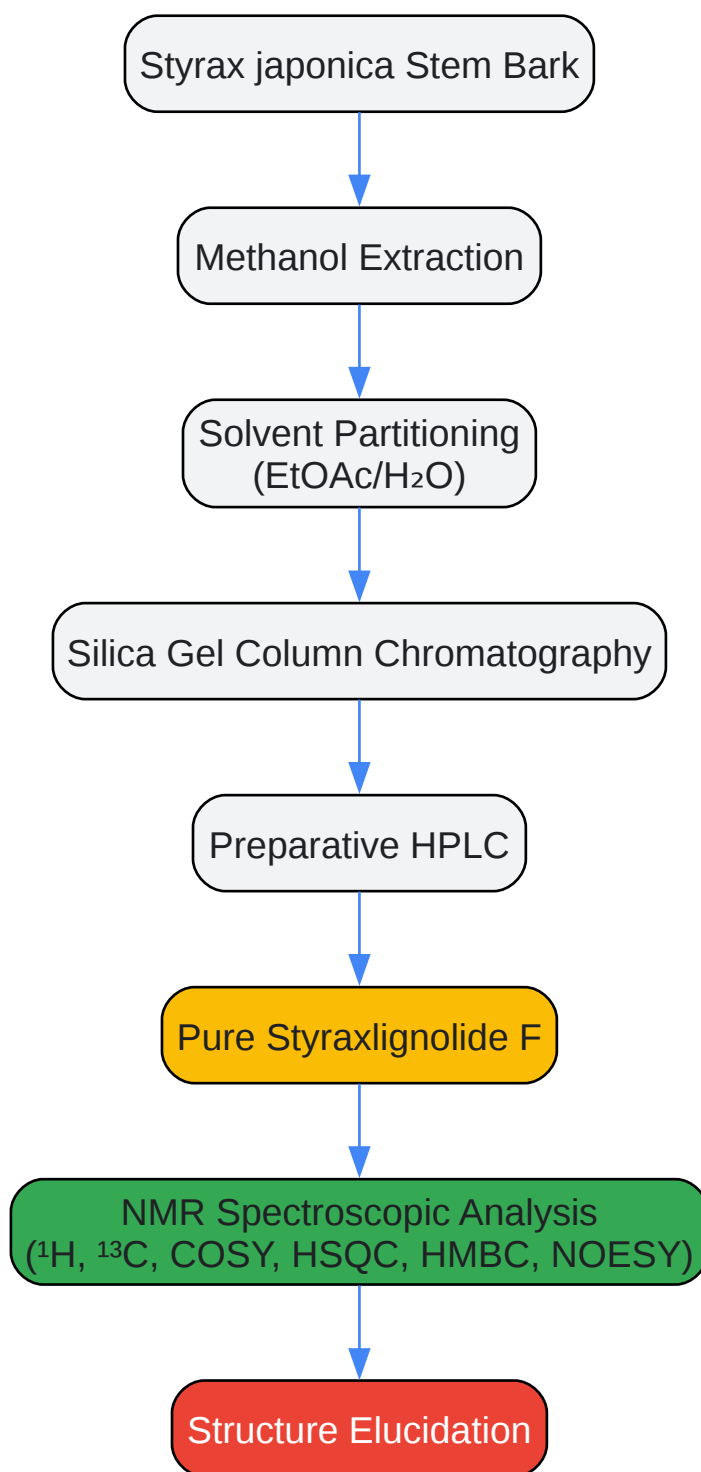 Styrax japonica Stem Bark
Methanol Extraction
Solvent Partitioning
(EtOAc/H₂O)
Silica Gel Column Chromatography
Preparative HPLC
Pure Styraxlignolide F
NMR Spectroscopic Analysis
(¹H, ¹³C, COSY, HSQC, HMBC, NOESY)
Structure Elucidation